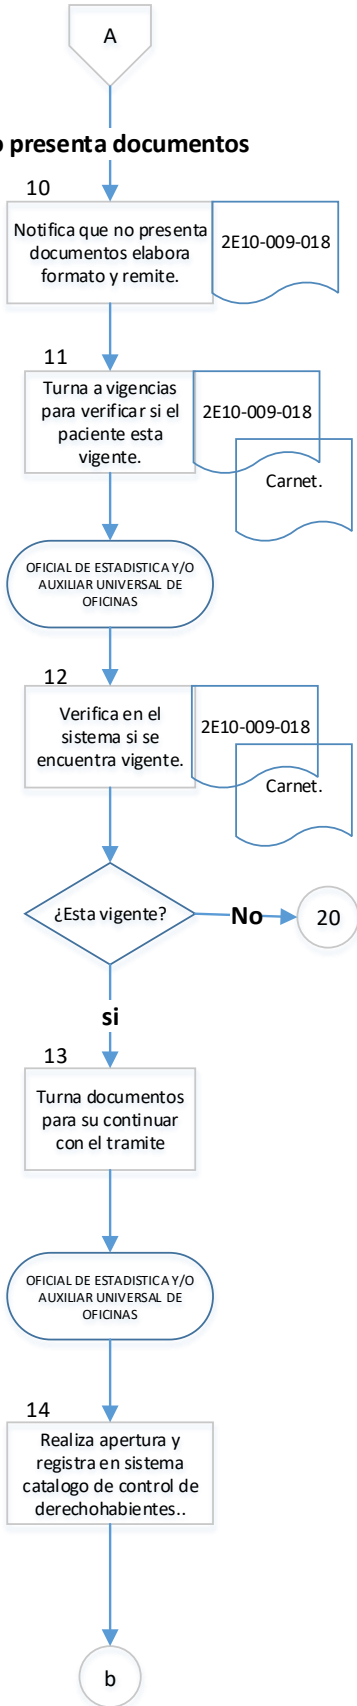 A
presenta documentos
10
Notifica que no presenta
documentos elabora
formato y remite.
2E10-009-018
11
Turna a vigencias
para verificar si el
paciente esta
vigente.
2E10-009-018
Carnet.
OFICIAL DE ESTADISTICA Y/O
AUXILIAR UNIVERSAL DE
OFICINAS
12
Verifica en el
sistema si se
encuentra vigente.
2E10-009-018
Carnet.
¿Esta vigente?
No
20
si
13
Turna documentos
para su continuar
con el tramite
OFICIAL DE ESTADISTICA Y/O
AUXILIAR UNIVERSAL DE
OFICINAS
14
Realiza apertura y
registra en sistema
catalogo de control de
derechohabientes..
b